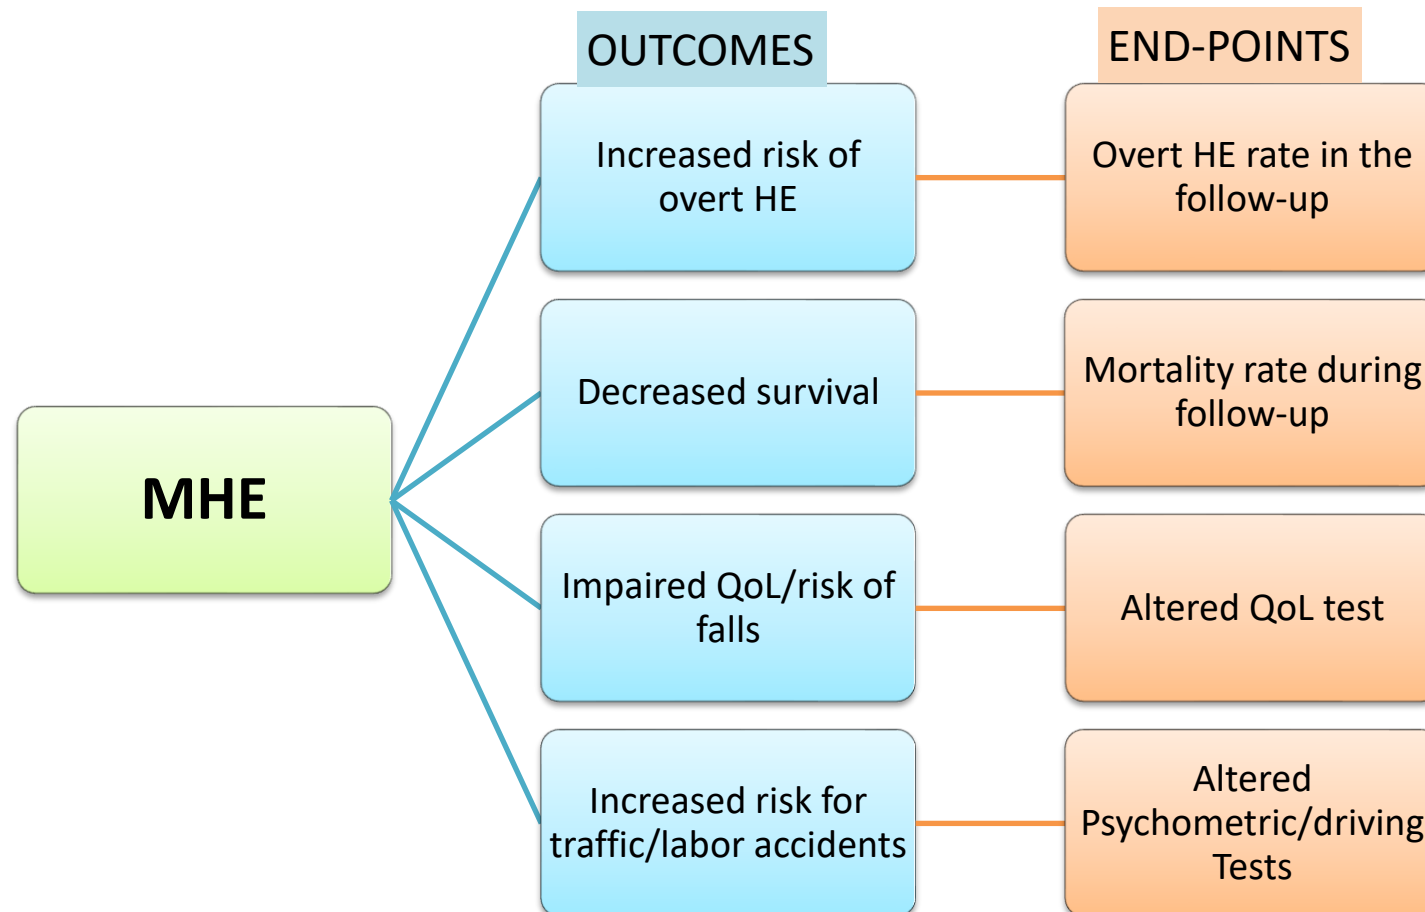 OUTCOMES
END-POINTS
Increased risk of
overt HE
Overt HE rate in the
follow-up
Decreased survival
Mortality rate during
follow-up
MHE
Impaired QoL/risk of
falls
Altered QoL test
Increased risk for
traffic/labor accidents
Altered
Psychometric/driving
Tests